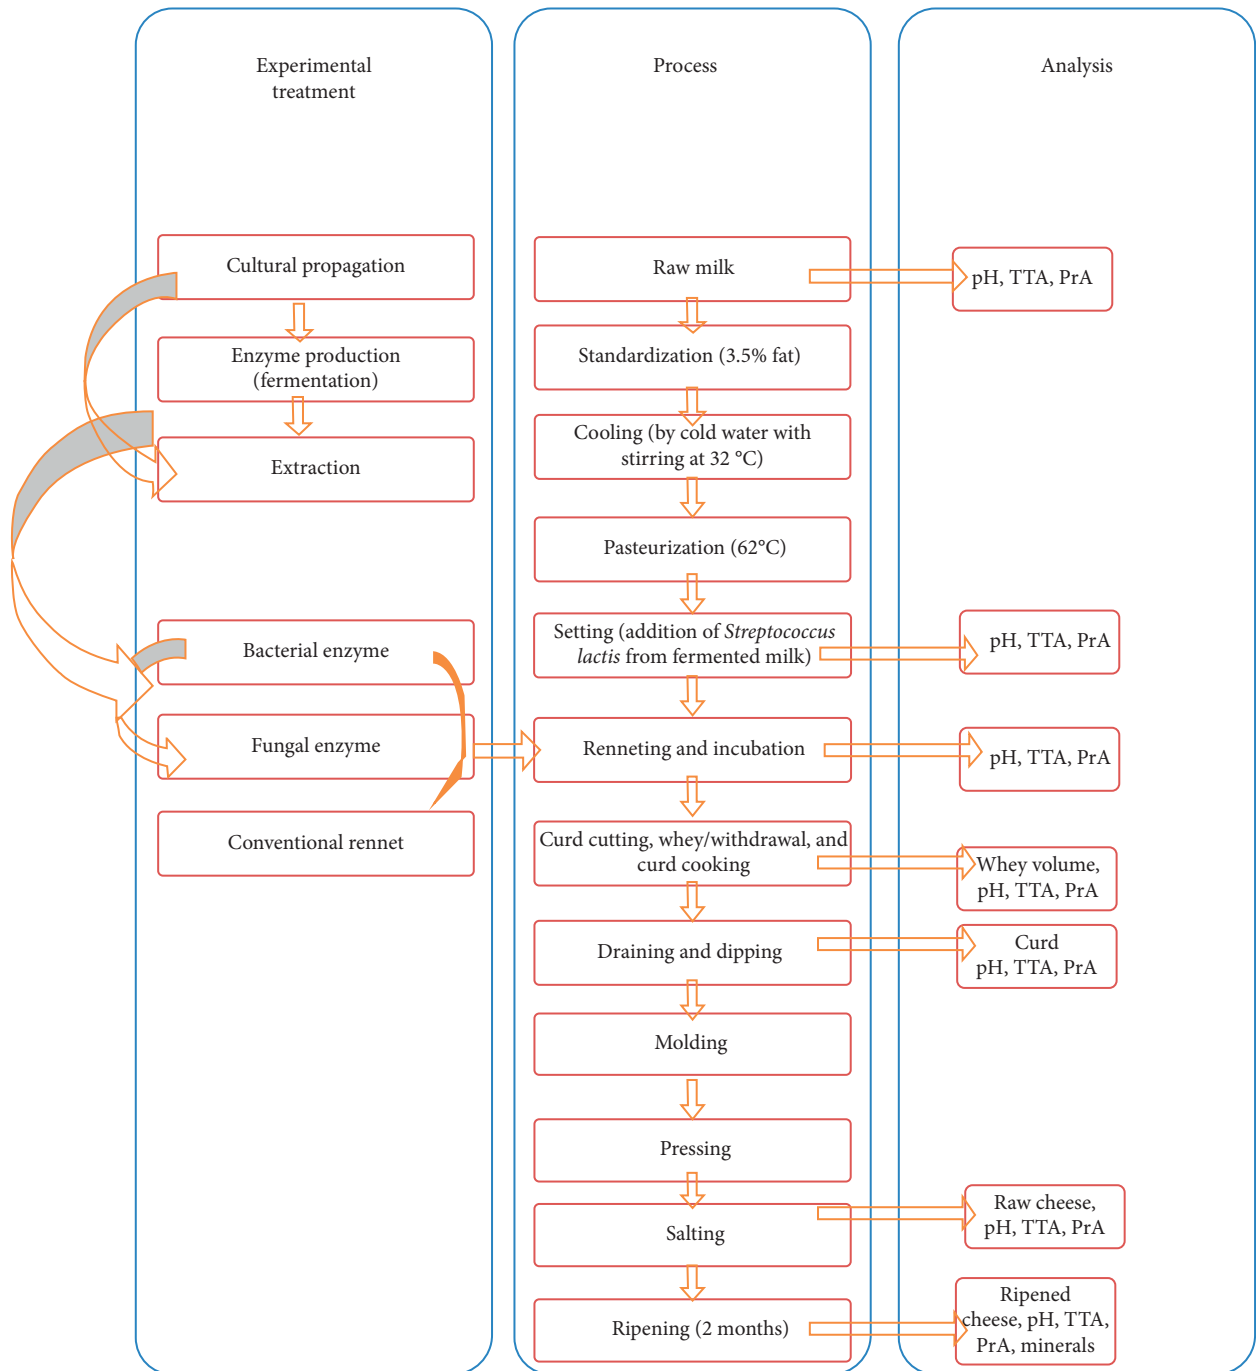 Experimental
treatment
Cultural propagation
Enzyme production
(fermentation)
Extraction
Bacterial enzyme
Fungal enzyme
Conventional rennet
Process
Raw milk
Standardization (3.5% fat)
Cooling (by cold water with
stirring at 32 °C)
Pasteurization (62°C)
Setting (addition of Streptococcus
lactis from fermented milk)
Renneting and incubation
Curd cutting, whey/withdrawal, and
curd cooking
Draining and dipping
Molding
Pressing
Salting
Ripening (2 months)
Analysis
pH, TTA, PrA
pH, TTA, PrA
pH, TTA, PrA
Whey volume,
pH, TTA, PrA
Curd
pH, TTA, PrA
Raw cheese,
pH, TTA, PrA
Ripened
cheese, pH, TTA,
PrA, minerals